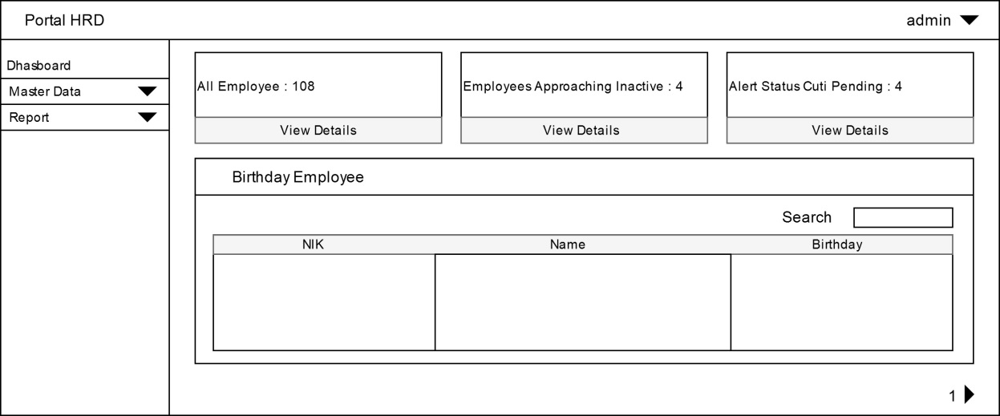 Portal HRD
admin
Dhasboard
Master Data
Report
All Employee : 108
View Details
Employees Approaching Inactive : 4
View Details
Alert Status Cuti Pending : 4
View Details
Birthday Employee
Search
NIK
Name
Birthday
1